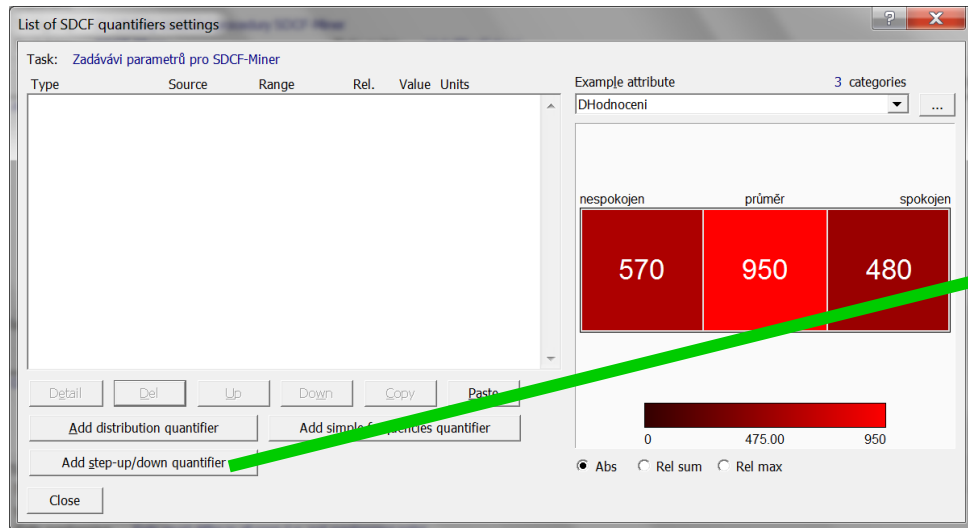 List of SDCF quantifiers settings
?
X
Task: Zadávávi parametrů pro SDCF-Miner
Type Source Range Rel. Value Units
Example attribute 3 categories
DHodnoceni
...
nespokojen průměr spokojen
570 950 480
Detail Del Up Down Copy Paste
Add distribution quantifier Add simple frequencies quantifier
0 475.00 950
Add step-up/down quantifier
Abs Rel sum Rel max
Close